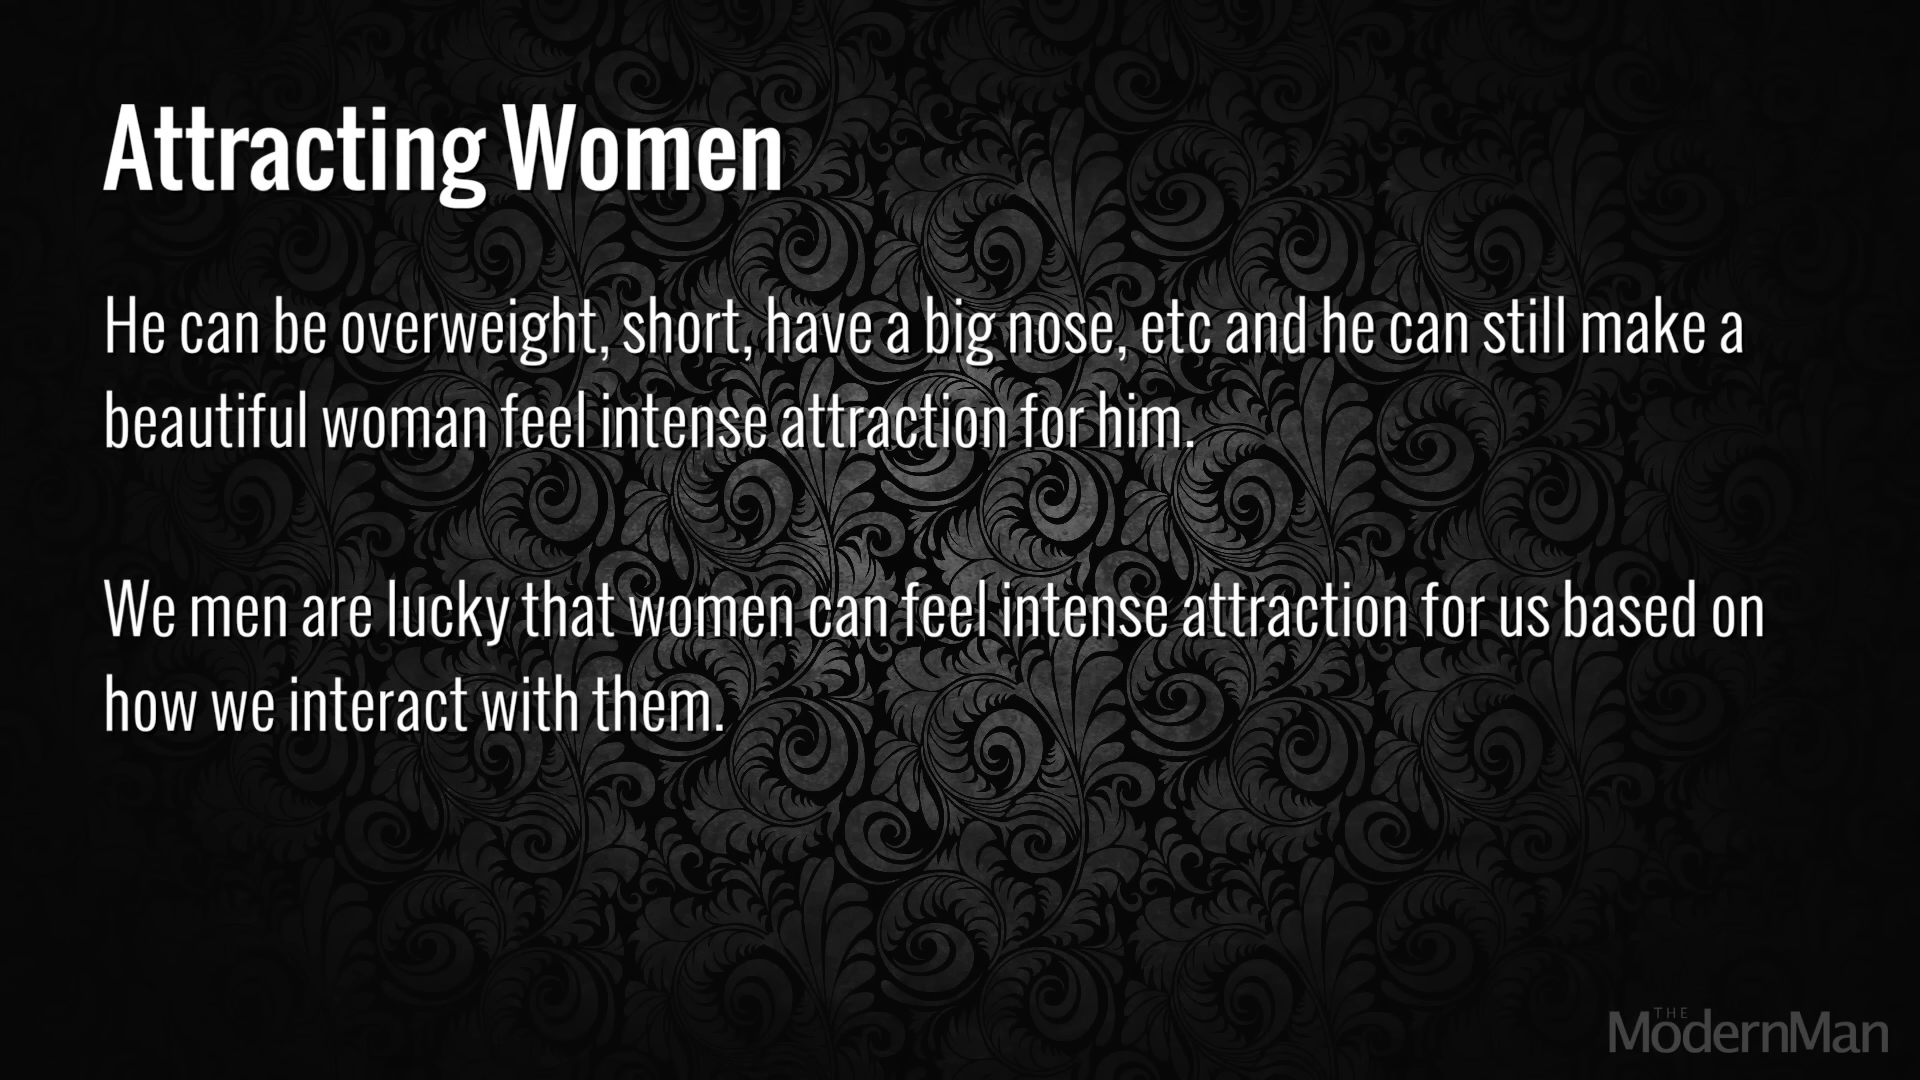 Attracting Women
He can be overweight, short, have a big nose, etc and he can still make a
beautiful woman feel intense attraction for him.
We men are lucky that women can feel intense attraction for us based on
how we interact with them.
THE
ModernMan